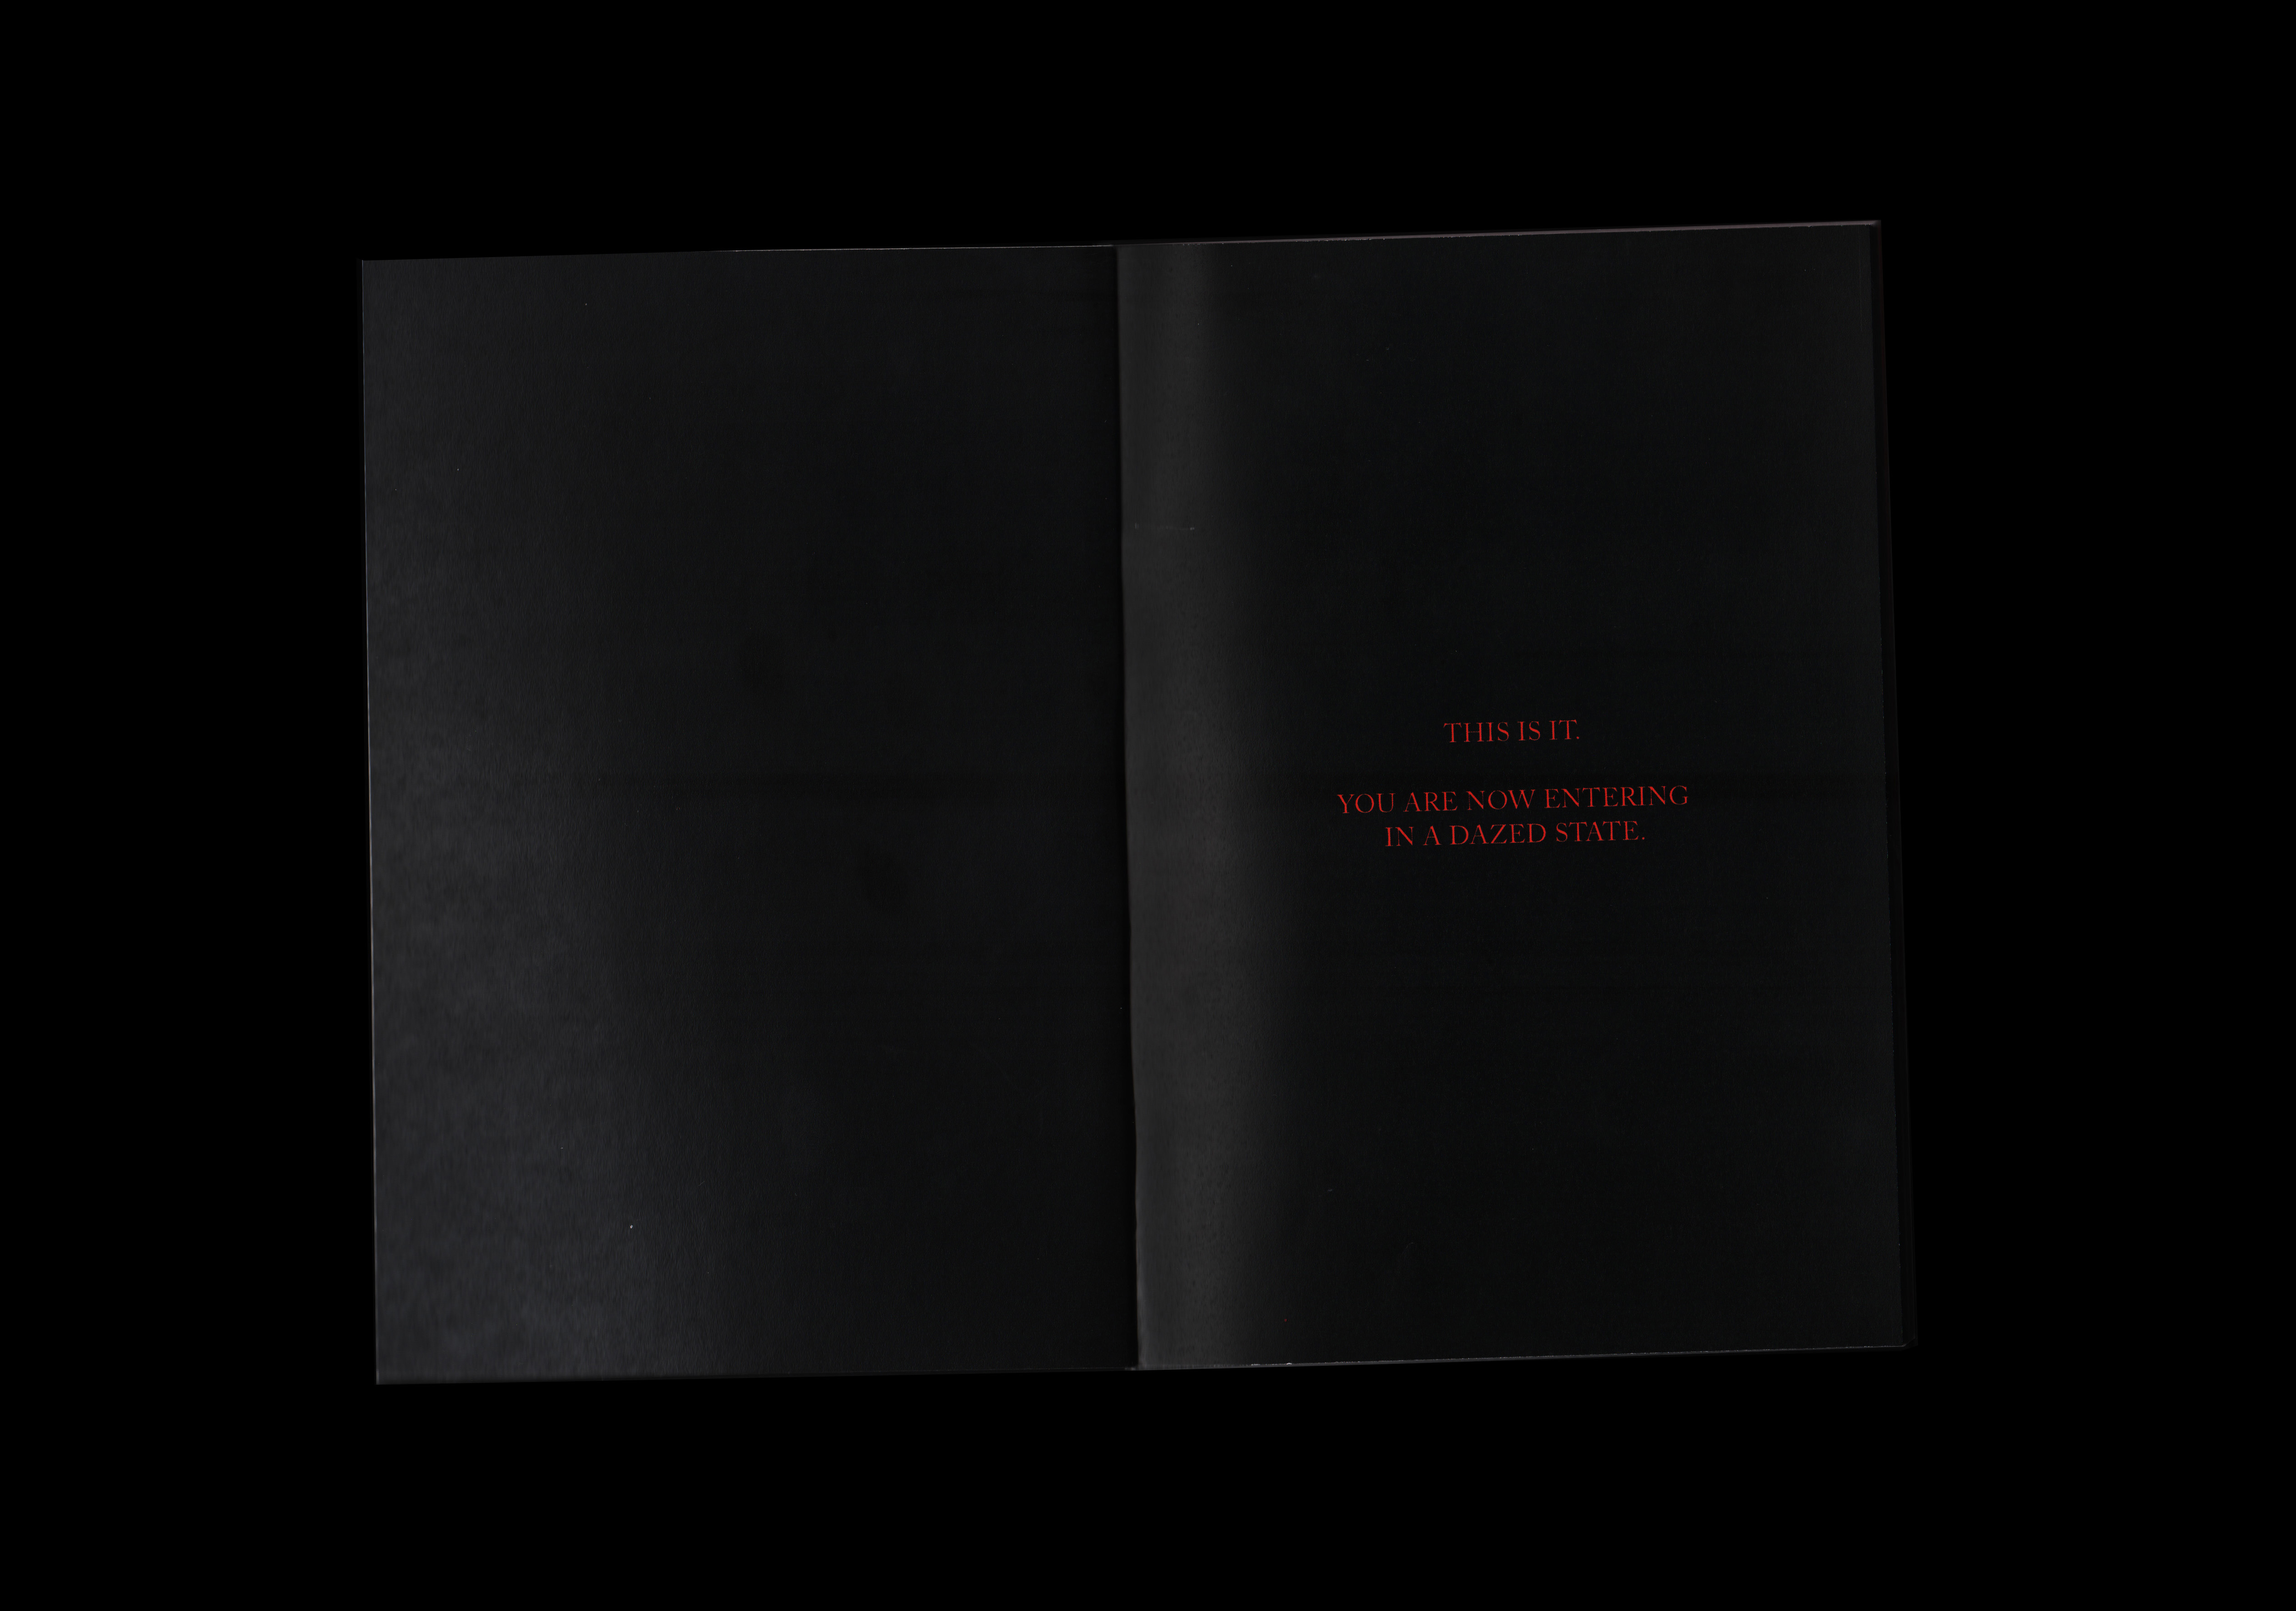 THIS IS IT.
YOU ARE NOW ENTERING
IN A DAZED STATE.